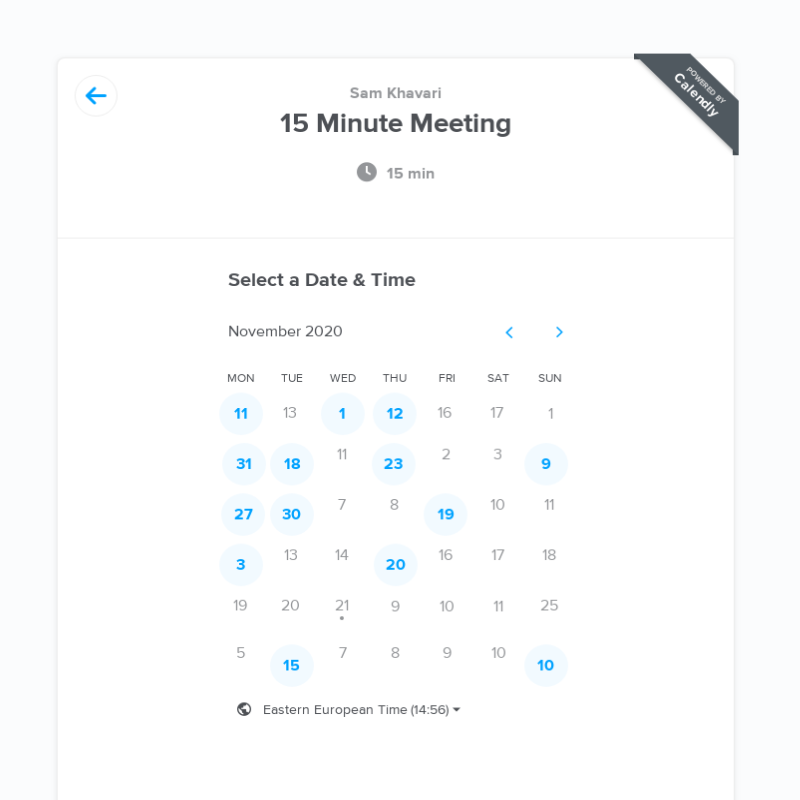 POWERED BY
Calendly
Sam Khavari
15 Minute Meeting
15 min
Select a Date & Time
November 2020
MON TUE WED THU FRI SAT SUN
11 13 1 12 16 17 1
31 18 11 23 2 3 9
27 30 7 8 19 10 11
3 13 14 20 16 17 18
19 20 21 9 10 11 25
5 15 7 8 9 10 10
Eastern European Time (14:56)